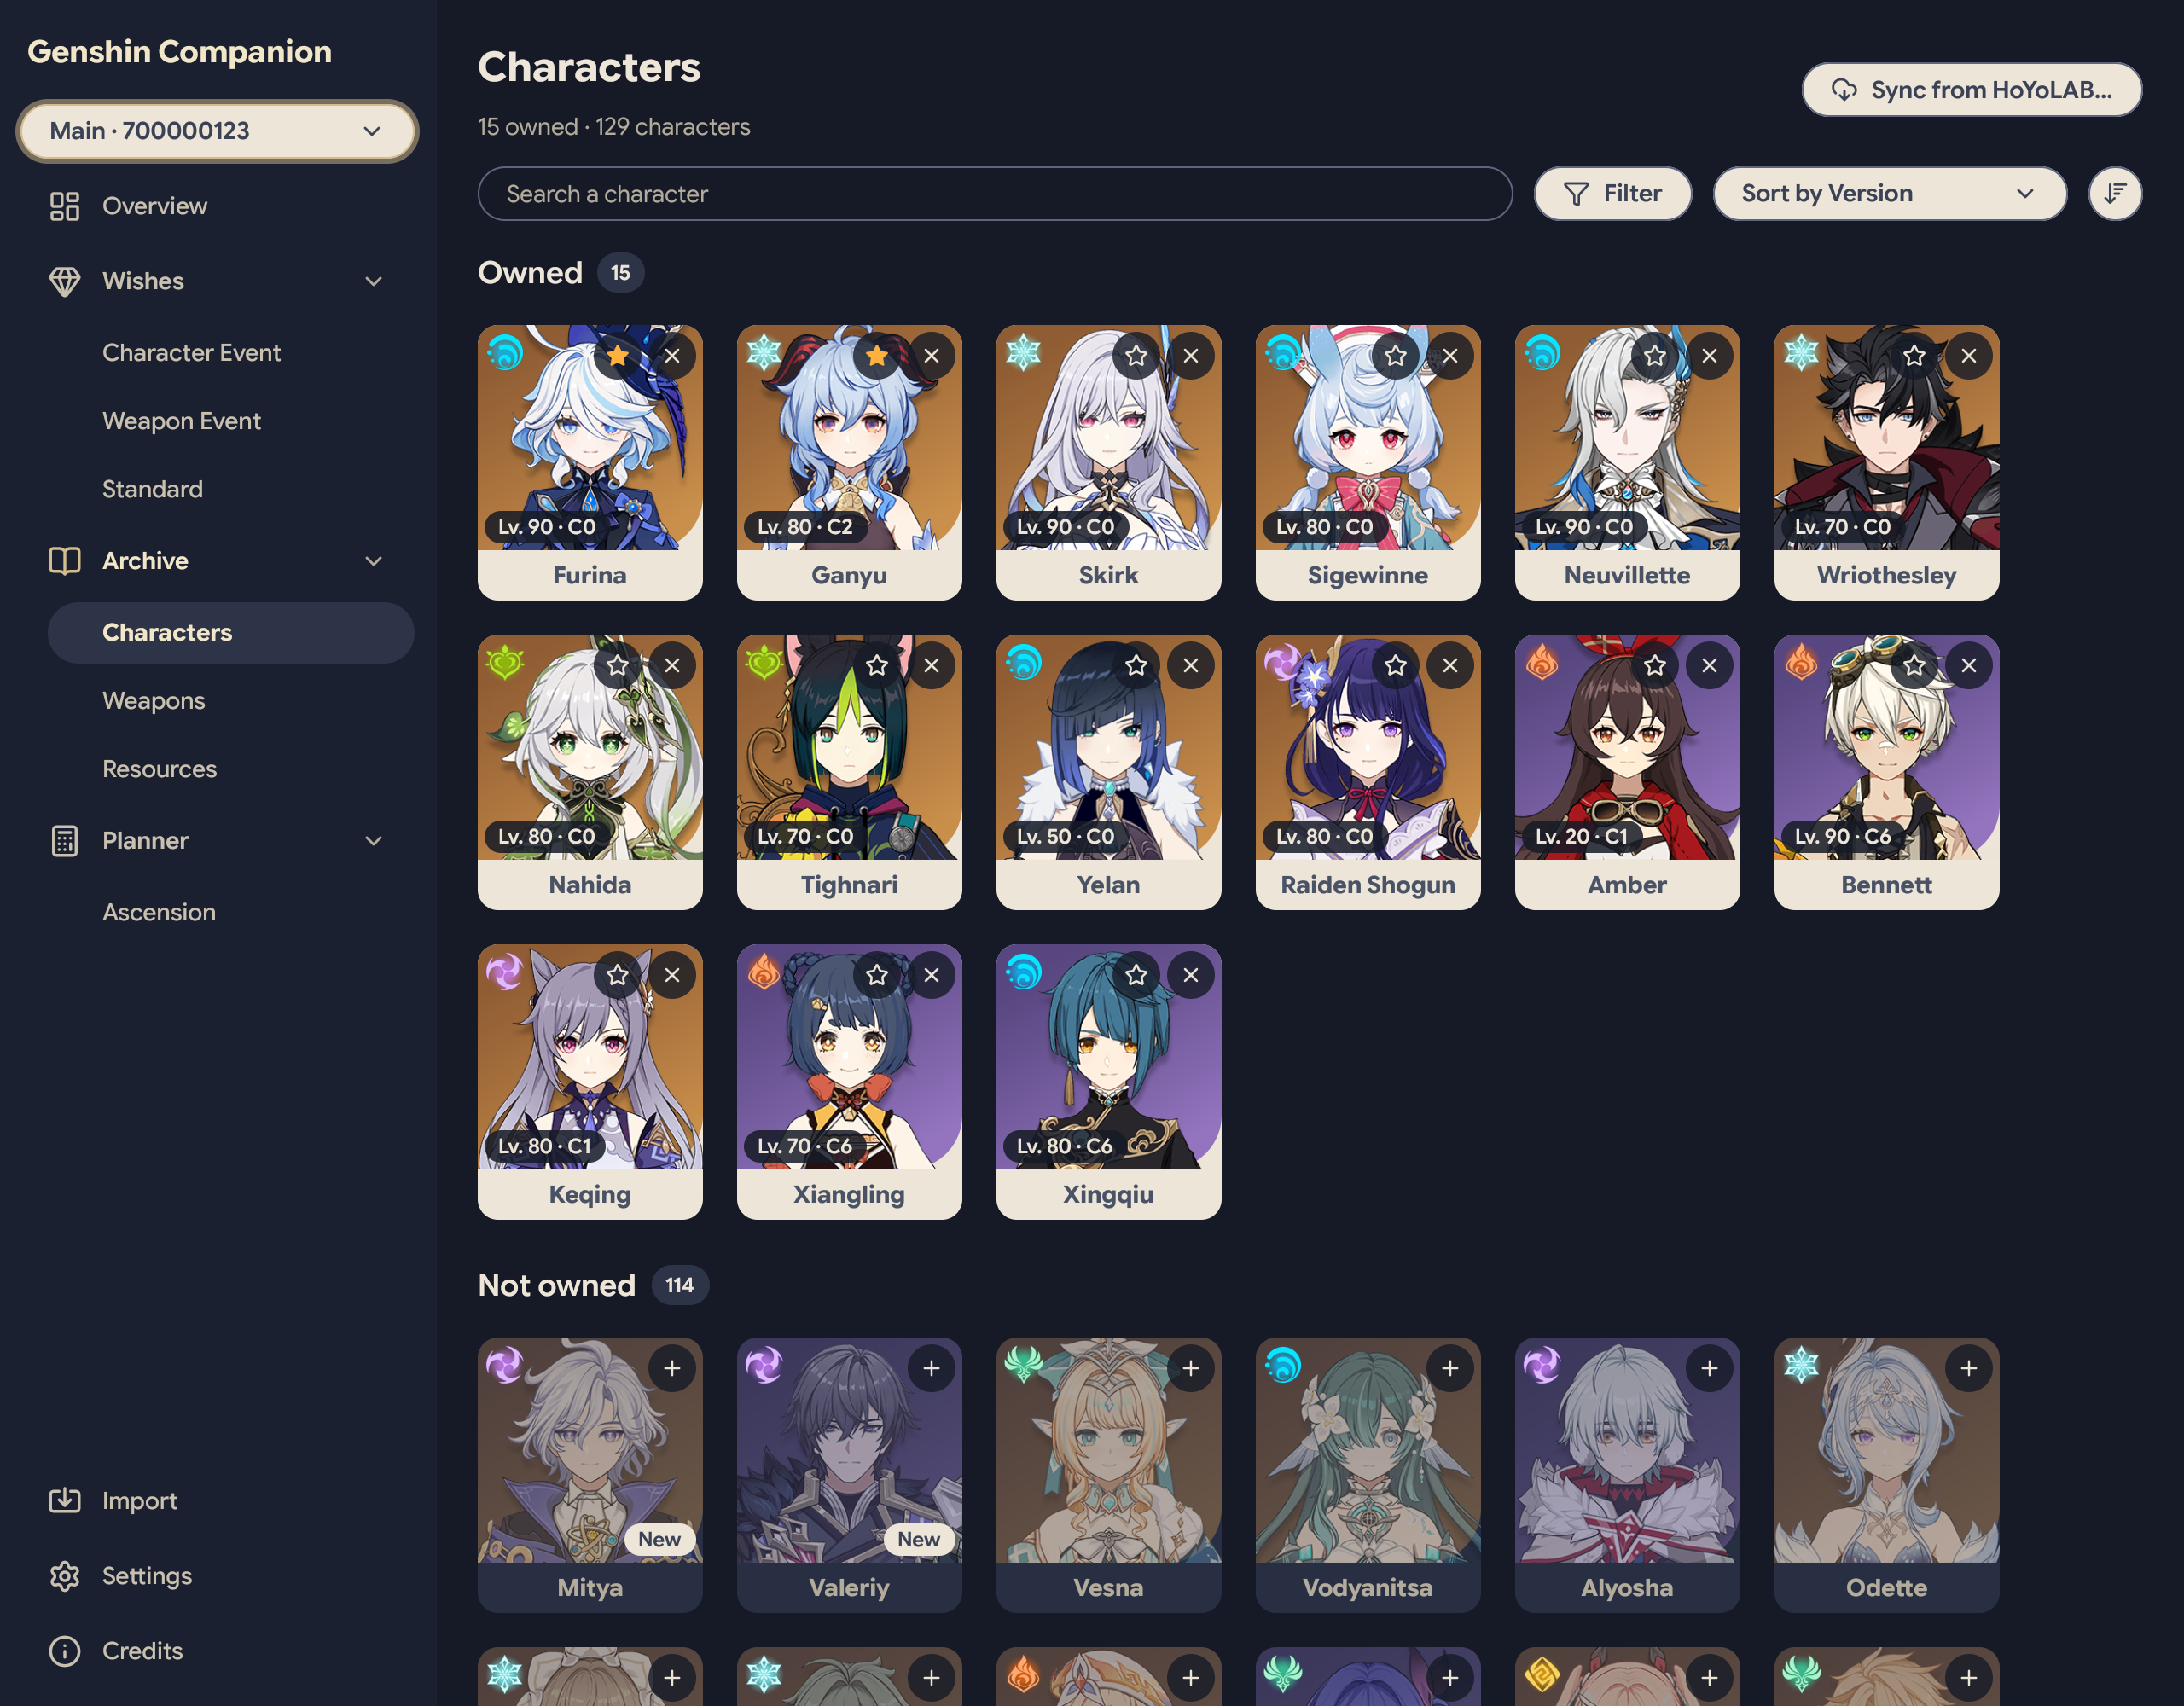 Genshin Companion
Main · 700000123
Overview
Wishes
Character Event
Weapon Event
Standard
Archive
Characters
Weapons
Resources
Planner
Ascension
Import
Settings
Credits
Characters
15 owned · 129 characters
Sync from HoYoLAB...
Search a character
Filter
Sort by Version
Owned 15
Lv. 90 · C0
Furina
Lv. 80 · C2
Ganyu
Lv. 90 · C0
Skirk
Lv. 80 · C0
Sigewinne
Lv. 90 · C0
Neuvillette
Lv. 70 · C0
Wriothesley
Lv. 80 · C0
Nahida
Lv. 70 · C0
Tighnari
Lv. 50 · C0
Yelan
Lv. 80 · C0
Raiden Shogun
Lv. 20 · C1
Amber
Lv. 90 · C6
Bennett
Lv. 80 · C1
Keqing
Lv. 70 · C6
Xiangling
Lv. 80 · C6
Xingqiu
Not owned 114
New
Mitya
New
Valeriy
Vesna
Vodyanitsa
Alyosha
Odette